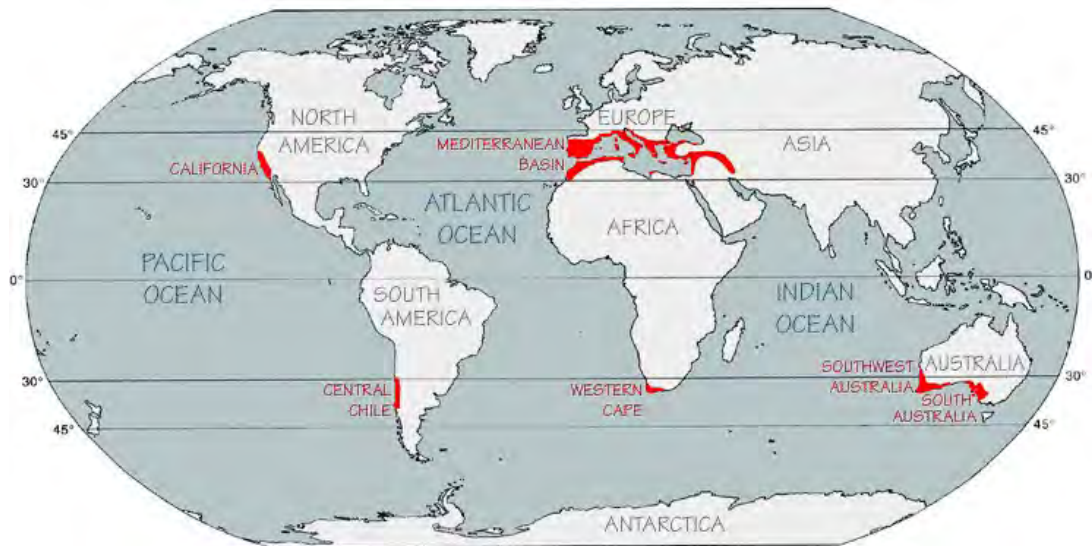 NORTH
AMERICA
EUROPE
45°
45°
MEDITERRANEAN
BASIN
ASIA
CALIFORNIA
30°
30°
ATLANTIC
OCEAN
AFRICA
PACIFIC
OCEAN
0°
0°
SOUTH
AMERICA
INDIAN
OCEAN
SOUTHWEST
AUSTRALIA
AUSTRALIA
30°
30°
CENTRAL
CHILE
WESTERN
CAPE
SOUTH
AUSTRALIA
45°
45°
ANTARCTICA